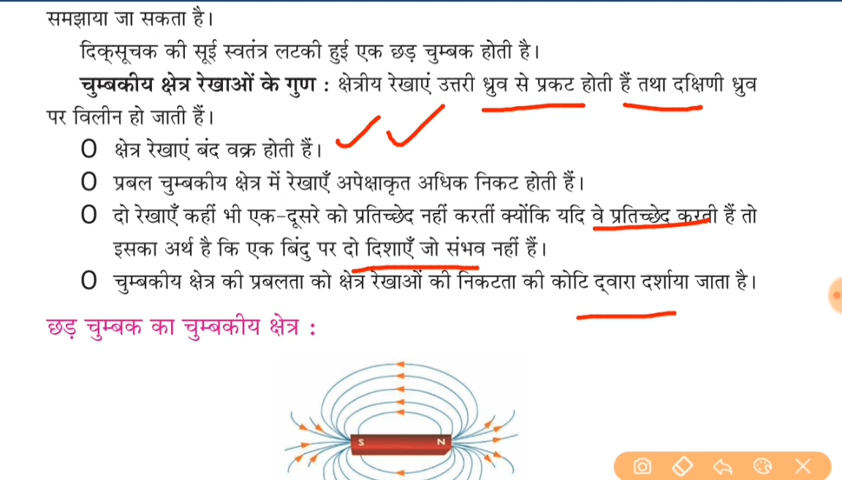 समझाया जा सकता है।
दिक्‌सूचक की सूई स्वतंत्र लटकी हुई एक छड़ चुम्बक होती है।
चुम्बकीय क्षेत्र रेखाओं के गुण : क्षेत्रीय रेखाएं उत्तरी ध्रुव से प्रकट होती हैं तथा दक्षिणी ध्रुव
पर विलीन हो जाती हैं।
O क्षेत्र रेखाएं बंद वक्र होती हैं।
O प्रबल चुम्बकीय क्षेत्र में रेखाएँ अपेक्षाकृत अधिक निकट होती हैं।
O दो रेखाएँ कहीं भी एक-दूसरे को प्रतिच्छेद नहीं करतीं क्योंकि यदि वे प्रतिच्छेद करती हैं तो
इसका अर्थ है कि एक बिंदु पर दो दिशाएँ जो संभव नहीं हैं।
O चुम्बकीय क्षेत्र की प्रबलता को क्षेत्र रेखाओं की निकटता की कोटि द्‌वारा दर्शाया जाता है।
छड़ चुम्बक का चुम्बकीय क्षेत्र :
S N